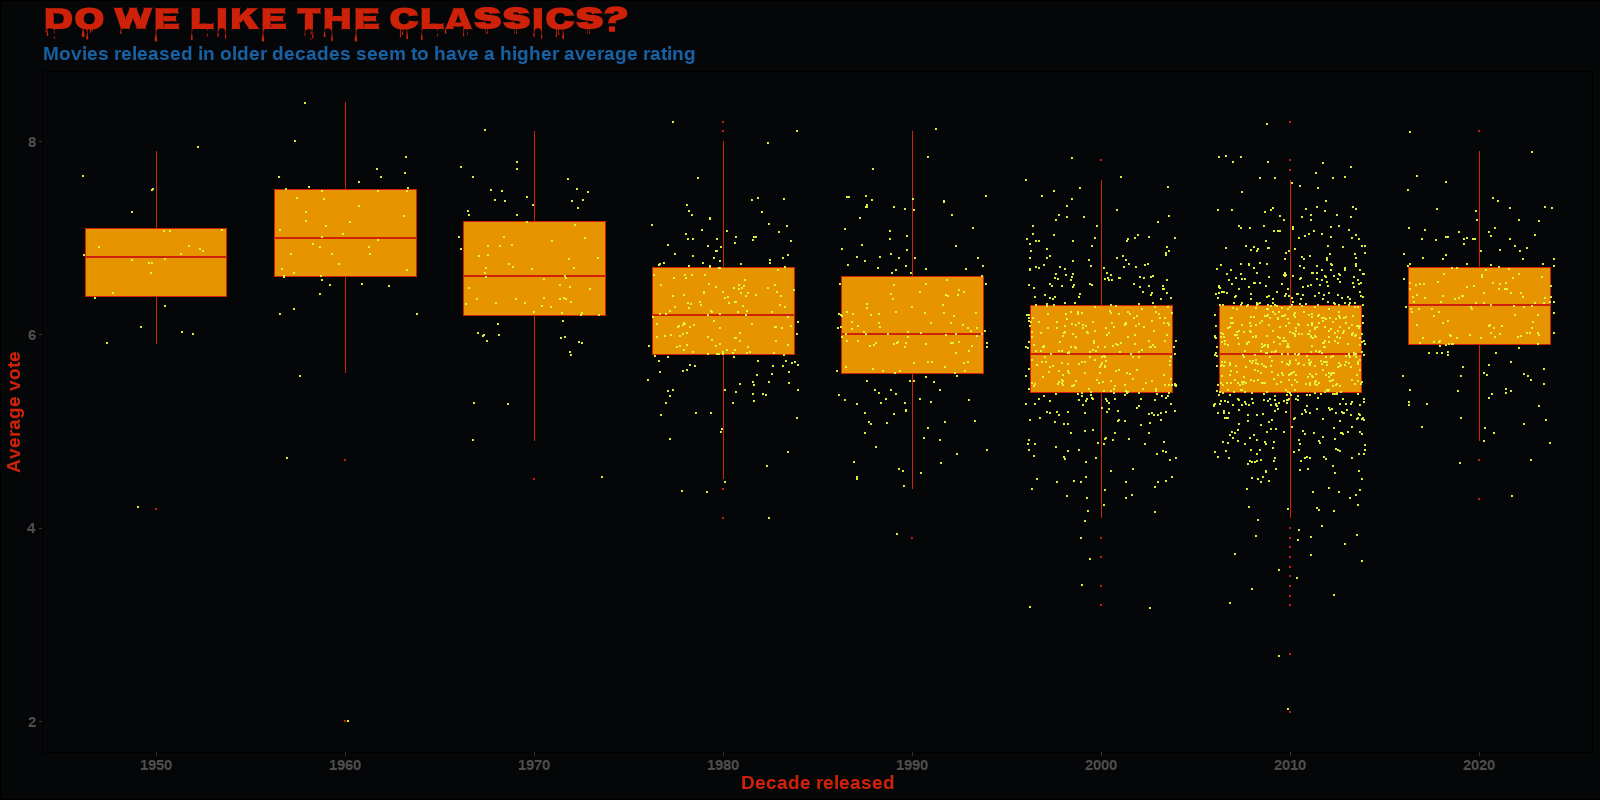 DO WE LIKE THE CLASSICS?
Movies released in older decades seem to have a higher average rating
8
6
4
2
Average vote
1950 1960 1970 1980 1990 2000 2010 2020
Decade released